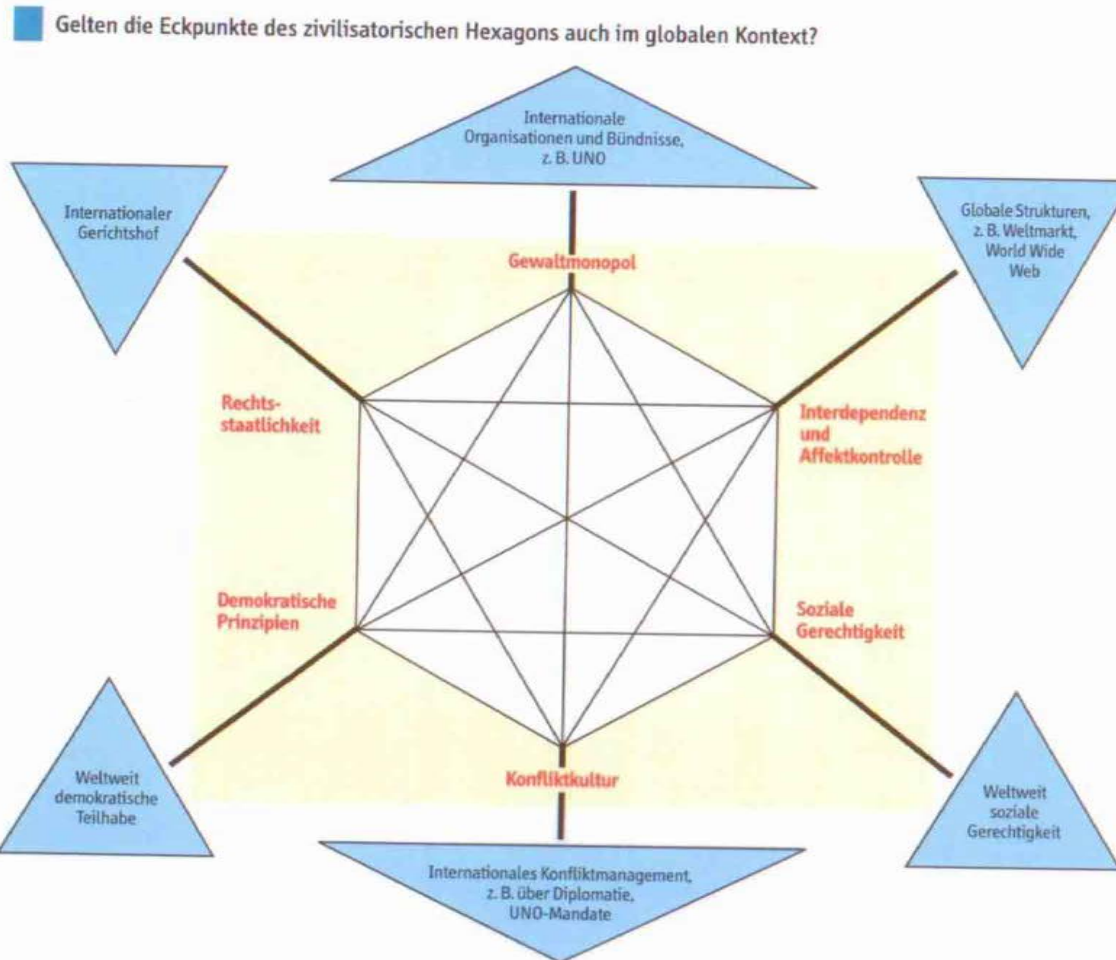 Gelten die Eckpunkte des zivilisatorischen Hexagons auch im globalen Kontext?
Internationale
Organisationen und Bündnisse,
z. B. UNO
Internationaler
Gerichtshof
Globale Strukturen,
z. B. Weltmarkt,
World Wide
Web
Gewaltmonopol
Rechts-
staatlichkeit
Interdependenz
und
Affektkontrolle
Demokratische
Prinzipien
Soziale
Gerechtigkeit
Konfliktkultur
Weltweit
demokratische
Teilhabe
Weltweit
soziale
Gerechtigkeit
Internationales Konfliktmanagement,
z. B. über Diplomatie,
UNO-Mandate